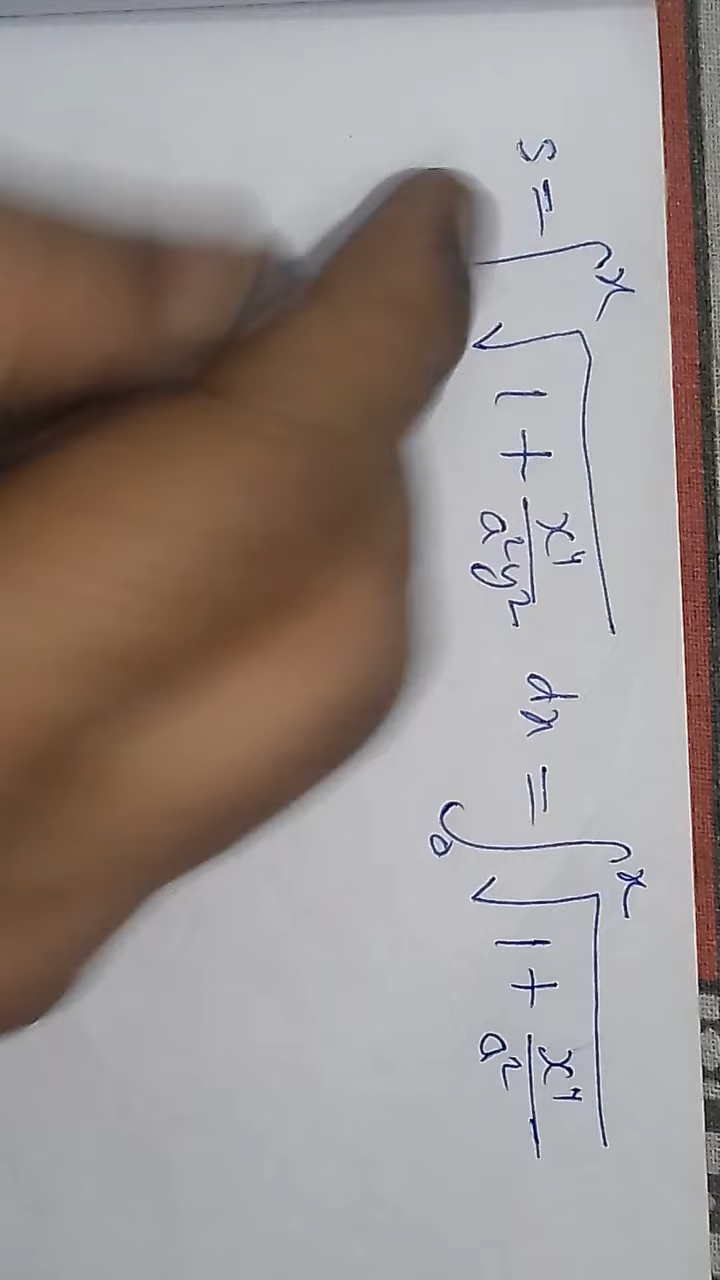 s = ∫^x √(1 + x⁴/(a²y²)) dx = ∫₀^x √(1 + x⁴/a²)